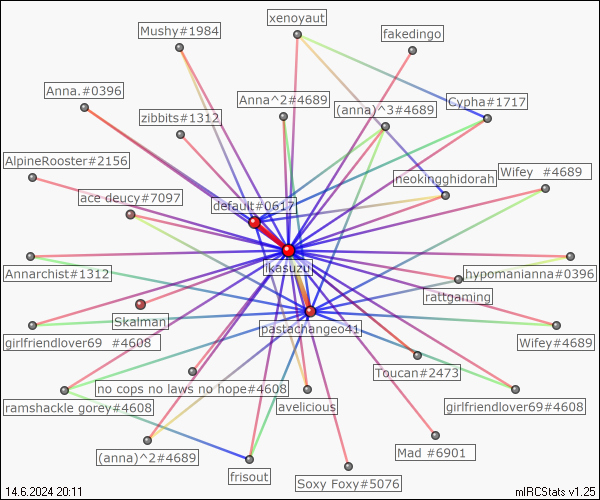 xenoyaut
Mushy#1984
fakedingo
Anna.#0396
Anna^2#4689
(anna)^3#4689
Cypha#1717
zibbits#1312
AlpineRooster#2156
neokingghidorah
Wifey_ #4689
ace deucy#7097
default#0617
[kasuzu]
Annarchist#1312
hypomanianna#0396
rattgaming
Skalman
pastachangeo41
girlfriendlover69_#4608
Wifey#4689
Toucan#2473
no cops no laws no hope#4608
ramshackle gorey#4608
avelicious
girlfriendlover69#4608
(anna)^2#4689
Mad #6901
frisout
Soxy Foxy#5076
14.6.2024 20:11
mIRCStats v1.25